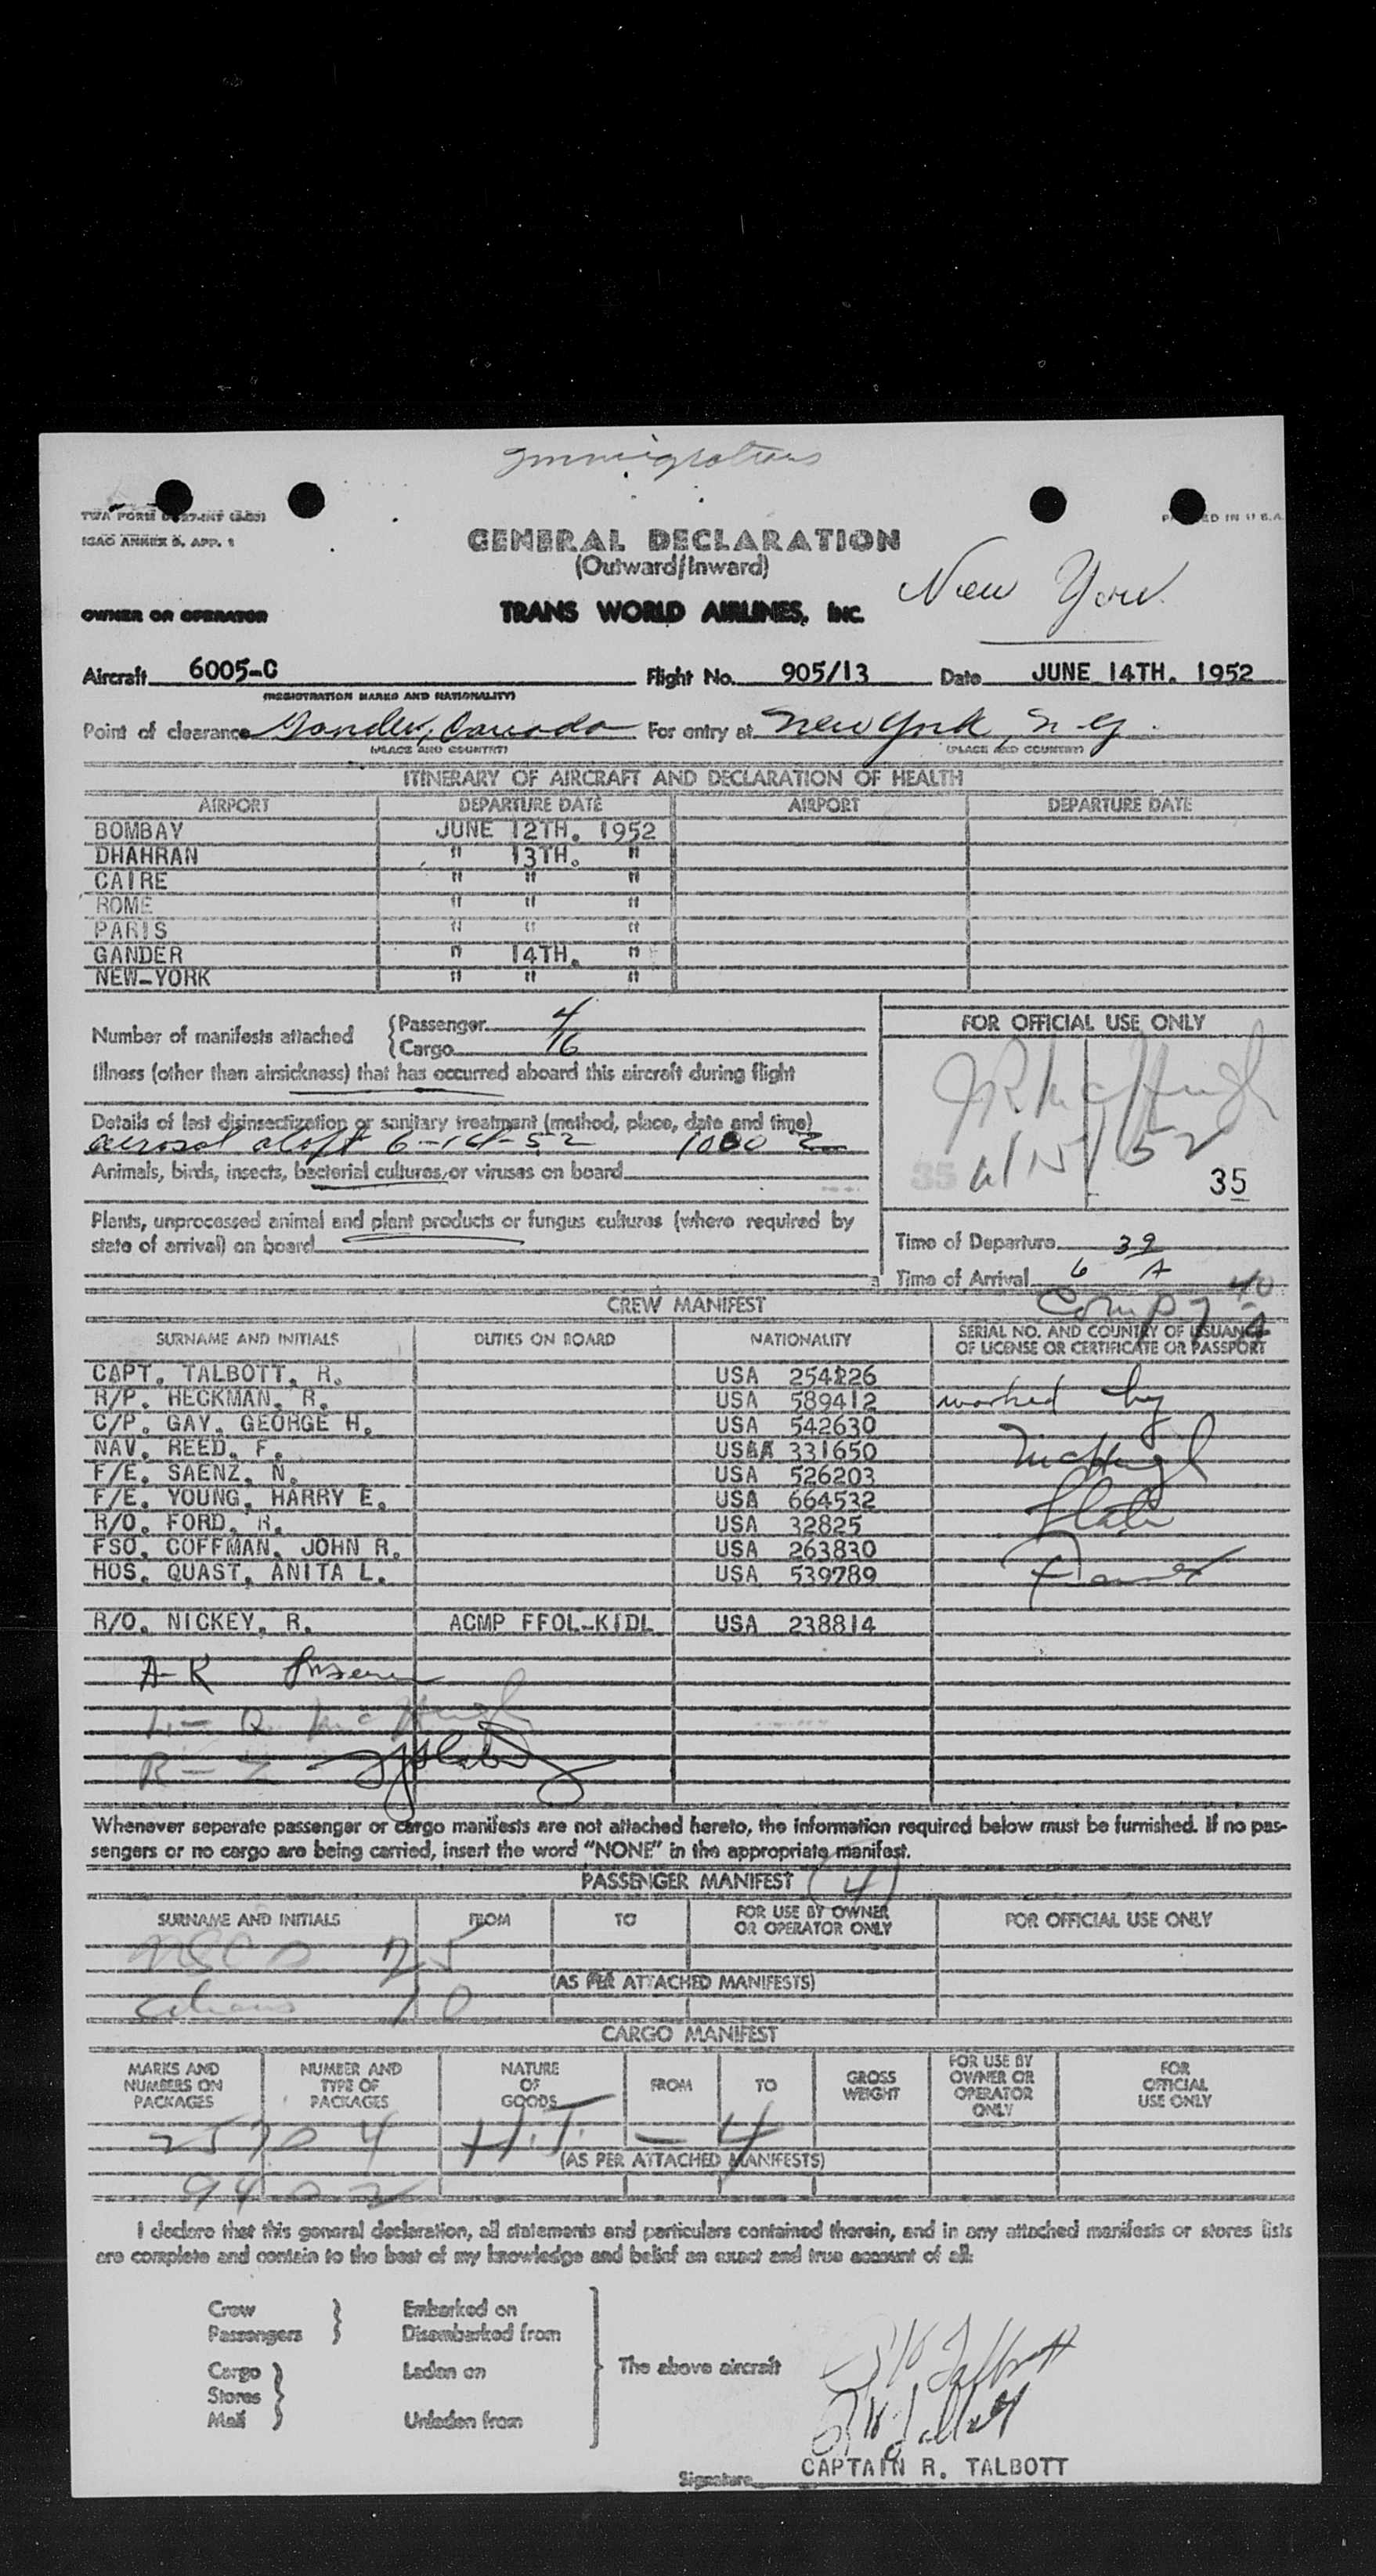 Immigration
TWA FORM
ICAO ANNEX 9, APP. 1
PRINTED IN U.S.A.
GENERAL DECLARATION
(Outward/Inward)
New York
OWNER OR OPERATOR TRANS WORLD AIRLINES, INC.
Aircraft 6005-C Flight No. 905/13 Date JUNE 14TH. 1952
(REGISTRATION MARKS AND NATIONALITY)
Point of clearance Gander, Canada For entry at New York, N.Y.
(PLACE AND COUNTRY) (PLACE AND COUNTRY)
ITINERARY OF AIRCRAFT AND DECLARATION OF HEALTH
AIRPORT DEPARTURE DATE AIRPORT DEPARTURE DATE
BOMBAY JUNE 12TH. 1952
DHAHRAN " 13TH. "
CAIRE " " "
ROME " " "
PARIS " " "
GANDER " 14TH. "
NEW-YORK " " "
Number of manifests attached {Passenger 4
{Cargo 16
Illness (other than airsickness) that has occurred aboard this aircraft during flight
Details of last disinsectization or sanitary treatment (method, place, date and time)
aerosol aloft 6-14-52 1000 Z
Animals, birds, insects, bacterial cultures, or viruses on board
Plants, unprocessed animal and plant products or fungus cultures (where required by
state of arrival) on board
FOR OFFICIAL USE ONLY
6/15/52
35 35
Time of Departure
Time of Arrival 6 39 A
Comp 7 40 A
CREW MANIFEST
SURNAME AND INITIALS DUTIES ON BOARD NATIONALITY SERIAL NO. AND COUNTRY OF ISSUANCE
OF LICENSE OR CERTIFICATE OR PASSPORT
CAPT. TALBOTT, R. USA 254226
R/P. HECKMAN, R. USA 589412 worked by
C/P. GAY, GEORGE H. USA 542630
NAV. REED, F. USA 331650 McHugh
F/E. SAENZ, N. USA 526203
F/E. YOUNG, HARRY E. USA 664532
R/O. FORD, R. USA 32825
FSO. COFFMAN, JOHN R. USA 263830
HOS. QUAST, ANITA L. USA 539789
R/O. NICKEY, R. ACMP FFOL-KIDL USA 238814
A-K
L-Q McHugh
R-Z
Whenever separate passenger or cargo manifests are not attached hereto, the information required below must be furnished. If no pas-
sengers or no cargo are being carried, insert the word "NONE" in the appropriate manifest.
PASSENGER MANIFEST (4)
SURNAME AND INITIALS FROM TO FOR USE BY OWNER
OR OPERATOR ONLY FOR OFFICIAL USE ONLY
(AS PER ATTACHED MANIFESTS)
CARGO MANIFEST
MARKS AND
NUMBERS ON
PACKAGES NUMBER AND
TYPE OF
PACKAGES NATURE
OF
GOODS FROM TO GROSS
WEIGHT FOR USE BY
OWNER OR
OPERATOR
ONLY FOR
OFFICIAL
USE ONLY
H.T. - 4
(AS PER ATTACHED MANIFESTS)
I declare that this general declaration, all statements and particulars contained therein, and in any attached manifests or stores lists
are complete and contain to the best of my knowledge and belief an exact and true account of all:
Crew Embarked on
Passengers Disembarked from
Cargo Laden on The above aircraft
Stores
Mail Unladen from
CAPTAIN R. TALBOTT
Signature